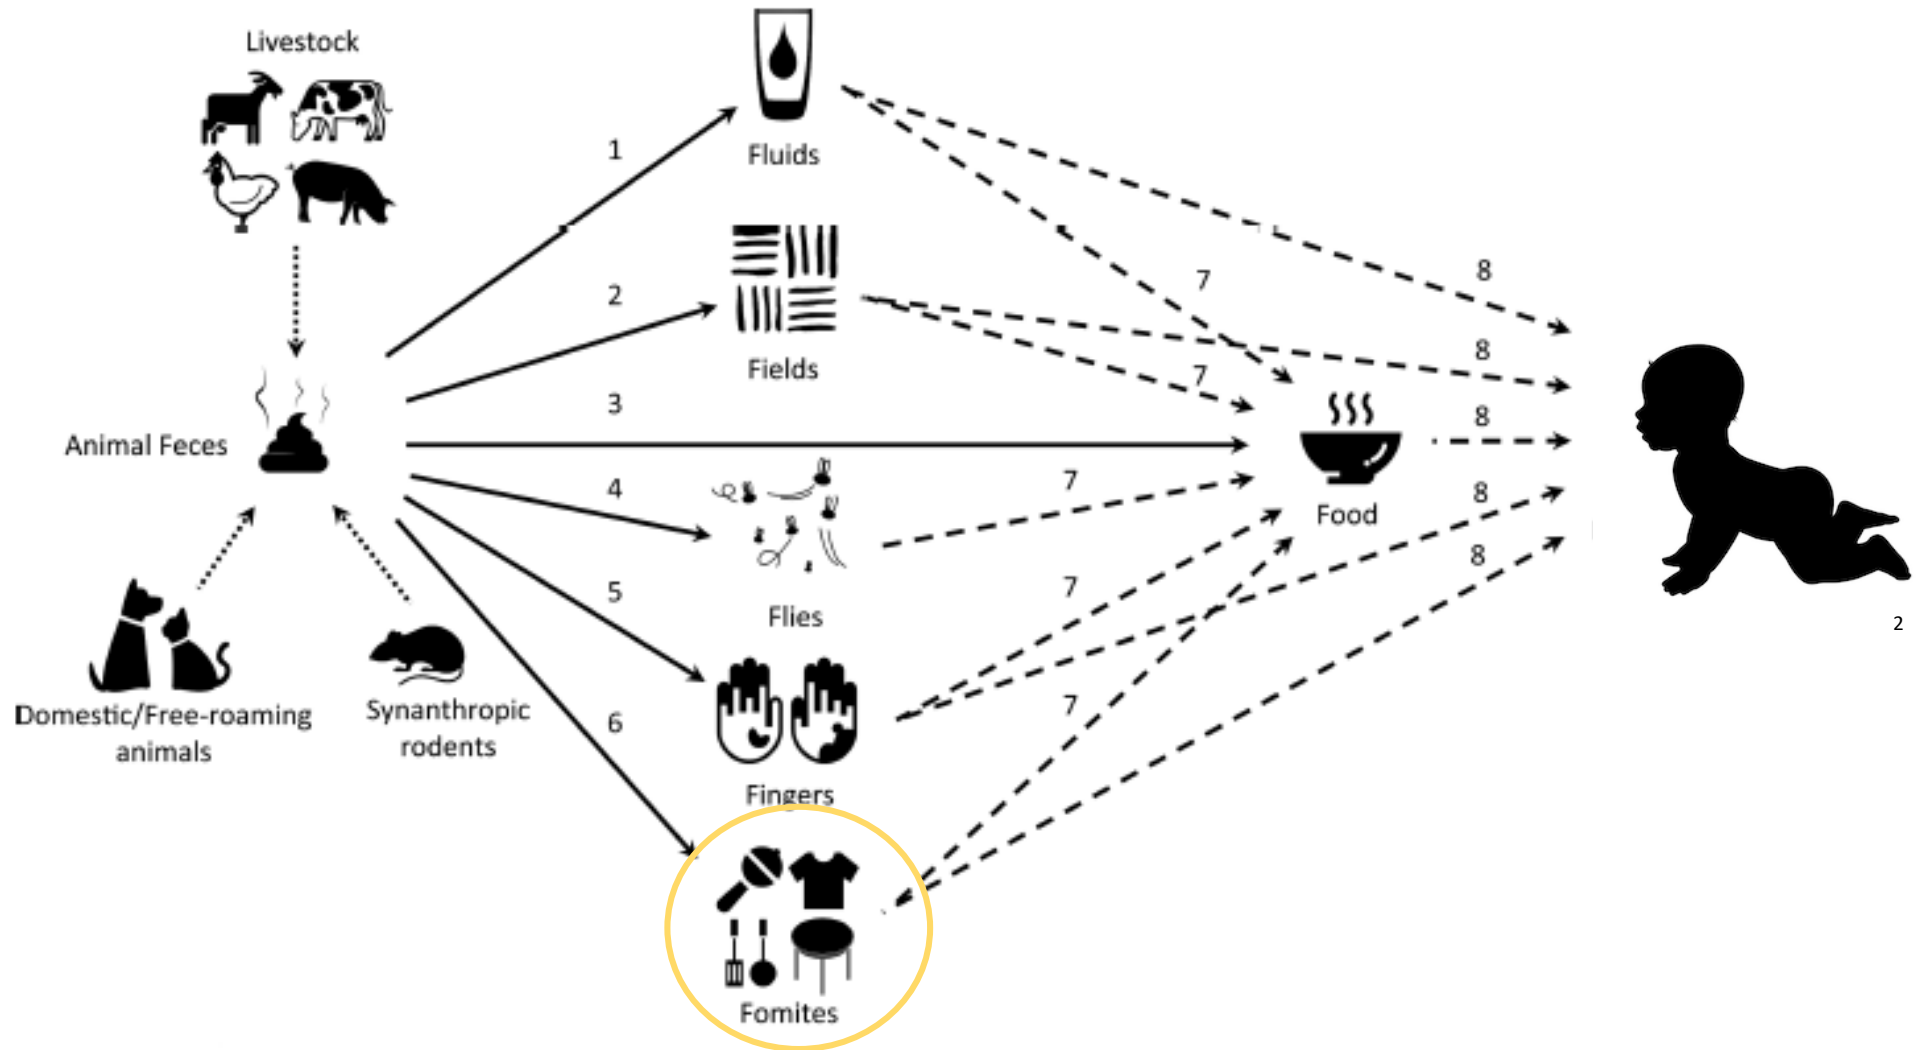 Livestock
1
Fluids
2
7
8
Fields
8
3
7
8
Animal Feces
4
7
8
Food
8
5
7
Flies
2
Domestic/Free-roaming
animals
Synanthropic
rodents
6
7
Fingers
Fomites